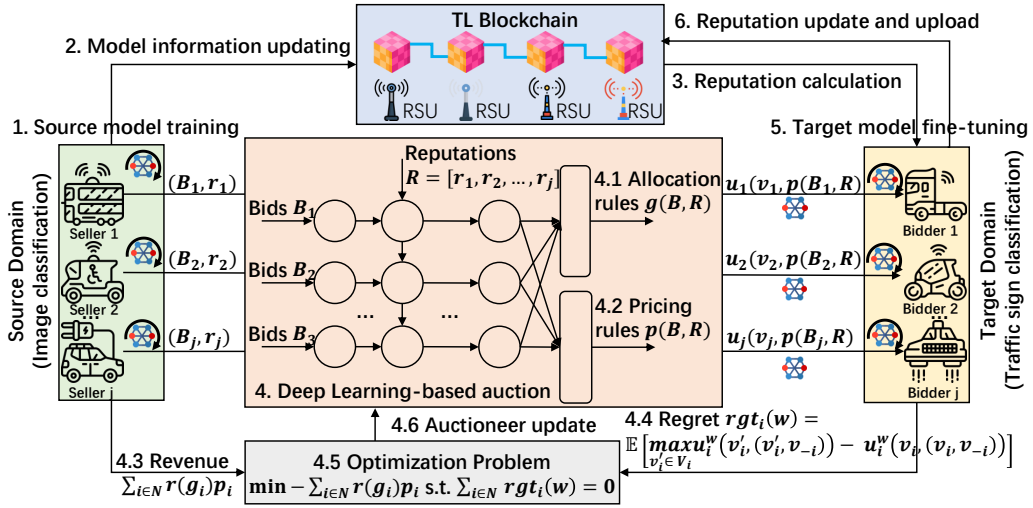 TL Blockchain
6. Reputation update and upload
2. Model information updating
RSU RSU RSU RSU
3. Reputation calculation
1. Source model training
5. Target model fine-tuning
Source Domain
(Image classification)
Seller 1
Seller 2
Seller j
(B₁, r₁)
(B₂, r₂)
(Bⱼ, rⱼ)
Reputations
R = [r₁, r₂, ..., rⱼ]
Bids B₁
Bids B₂
... ...
Bids B₃
4.1 Allocation
rules g(B, R)
4.2 Pricing
rules p(B, R)
4. Deep Learning-based auction
u₁(v₁, p(B₁, R)
u₂(v₂, p(B₂, R)
uⱼ(vⱼ, p(Bⱼ, R)
Bidder 1
Bidder 2
Bidder j
Target Domain
(Traffic sign classification)
4.6 Auctioneer update
4.4 Regret rgtᵢ(w) =
𝔼[max uᵢʷ(v′ᵢ, (v′ᵢ, v₋ᵢ)) − uᵢʷ(vᵢ, (vᵢ, v₋ᵢ))]
v′ᵢ∈Vᵢ
4.3 Revenue
∑ᵢ∈N r(gᵢ)pᵢ
4.5 Optimization Problem
min − ∑ᵢ∈N r(gᵢ)pᵢ s.t. ∑ᵢ∈N rgtᵢ(w) = 0